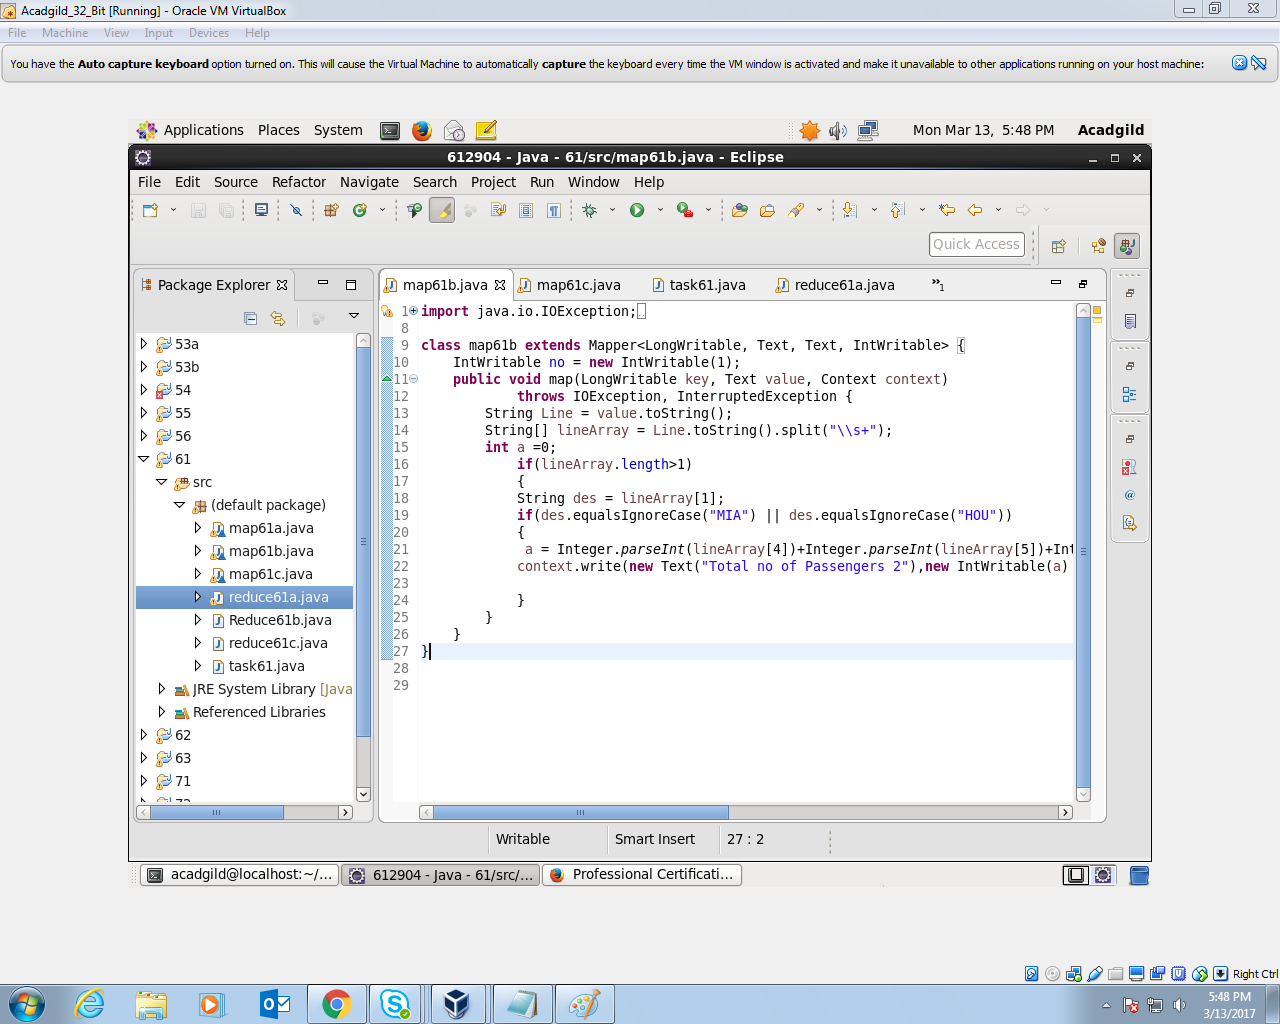 Acadgild_32_Bit [Running] - Oracle VM VirtualBox
File Machine View Input Devices Help
You have the Auto capture keyboard option turned on. This will cause the Virtual Machine to automatically capture the keyboard every time the VM window is activated and make it unavailable to other applications running on your host machine:
Applications Places System Mon Mar 13, 5:48 PM Acadgild
612904 - Java - 61/src/map61b.java - Eclipse
File Edit Source Refactor Navigate Search Project Run Window Help
Quick Access
Package Explorer map61b.java map61c.java task61.java reduce61a.java »1
53a
53b
54
55
56
61
src
(default package)
map61a.java
map61b.java
map61c.java
reduce61a.java
Reduce61b.java
reduce61c.java
task61.java
JRE System Library [Java
Referenced Libraries
62
63
71
1 import java.io.IOException;
8
9 class map61b extends Mapper<LongWritable, Text, Text, IntWritable> {
10 IntWritable no = new IntWritable(1);
11 public void map(LongWritable key, Text value, Context context)
12 throws IOException, InterruptedException {
13 String Line = value.toString();
14 String[] lineArray = Line.toString().split("\\s+");
15 int a =0;
16 if(lineArray.length>1)
17 {
18 String des = lineArray[1];
19 if(des.equalsIgnoreCase("MIA") || des.equalsIgnoreCase("HOU"))
20 {
21 a = Integer.parseInt(lineArray[4])+Integer.parseInt(lineArray[5])+Int
22 context.write(new Text("Total no of Passengers 2"),new IntWritable(a)
23
24 }
25 }
26 }
27 }
28
29
Writable Smart Insert 27 : 2
acadgild@localhost:~/... 612904 - Java - 61/src/... Professional Certificati...
Right Ctrl
5:48 PM
3/13/2017